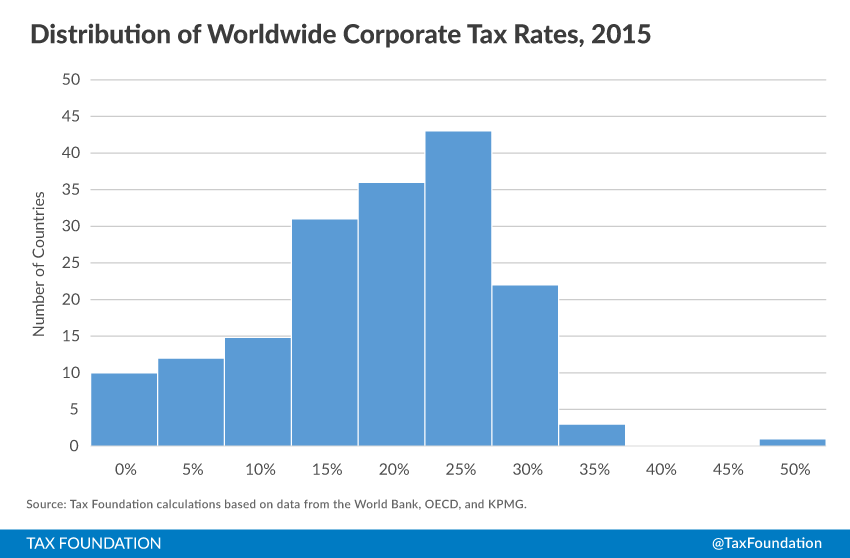 Distribution of Worldwide Corporate Tax Rates, 2015
50
45
40
35
30
25
20
15
10
5
0
Number of Countries
0% 5% 10% 15% 20% 25% 30% 35% 40% 45% 50%
Source: Tax Foundation calculations based on data from the World Bank, OECD, and KPMG.
TAX FOUNDATION @TaxFoundation